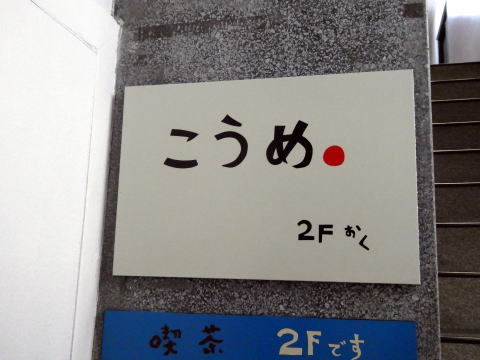 こうめ
2F おく
喫茶 2Fです